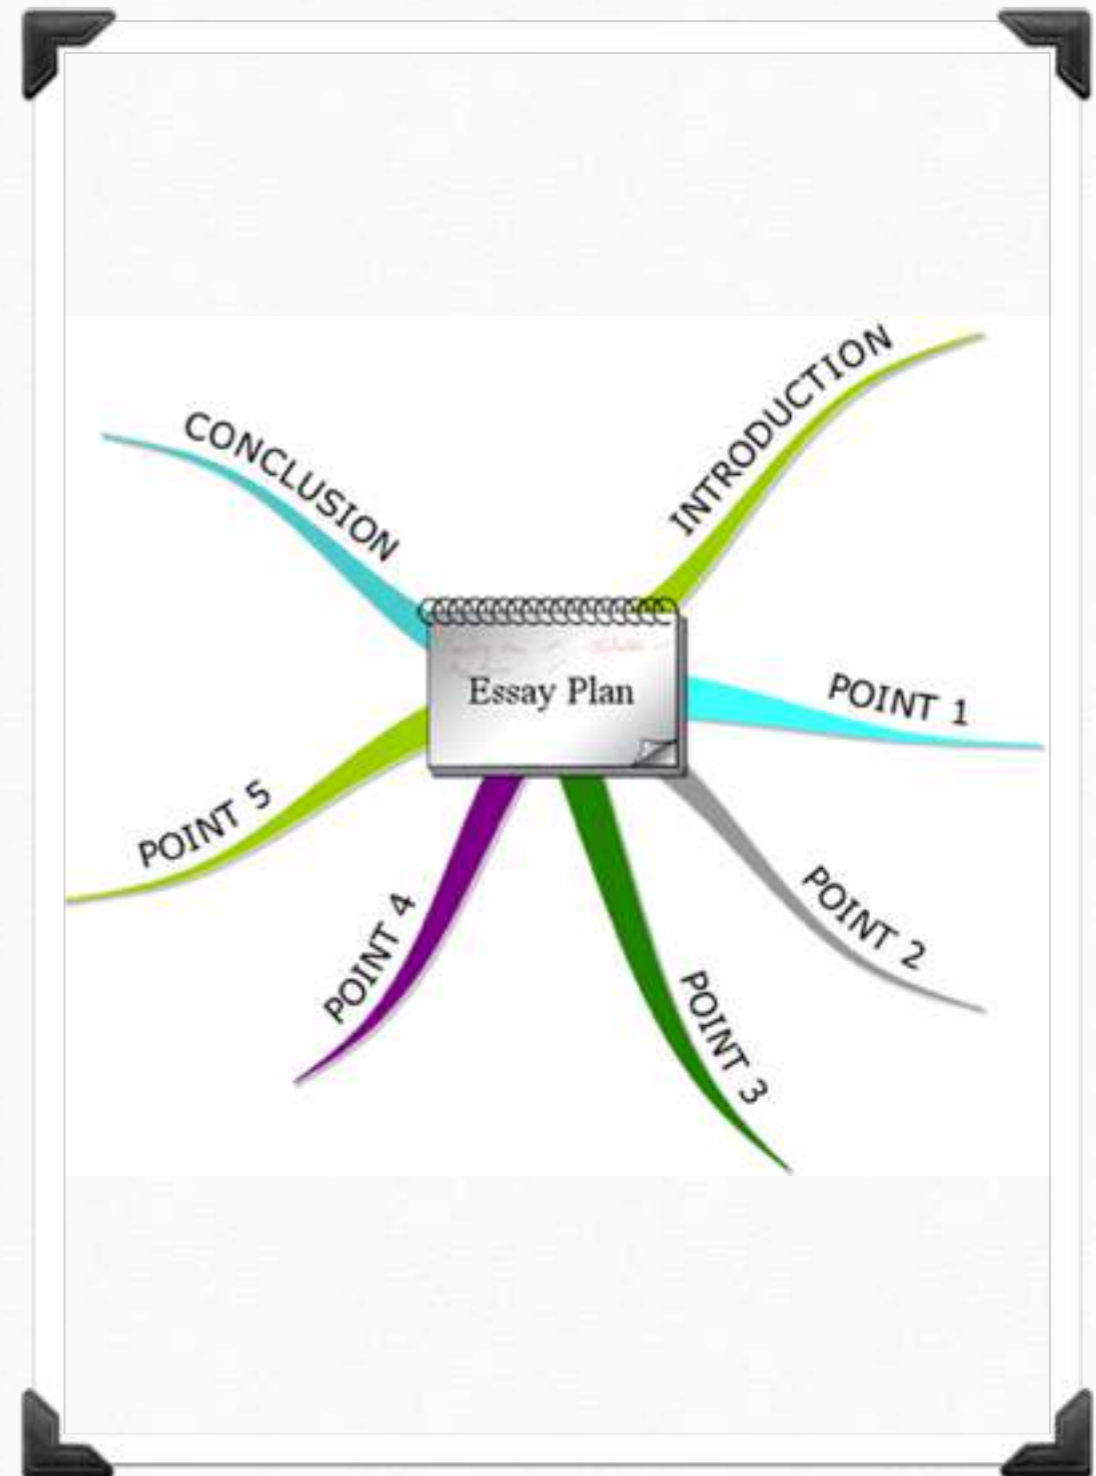 INTRODUCTION
CONCLUSION
Essay Plan
POINT 1
POINT 5
POINT 2
POINT 4
POINT 3